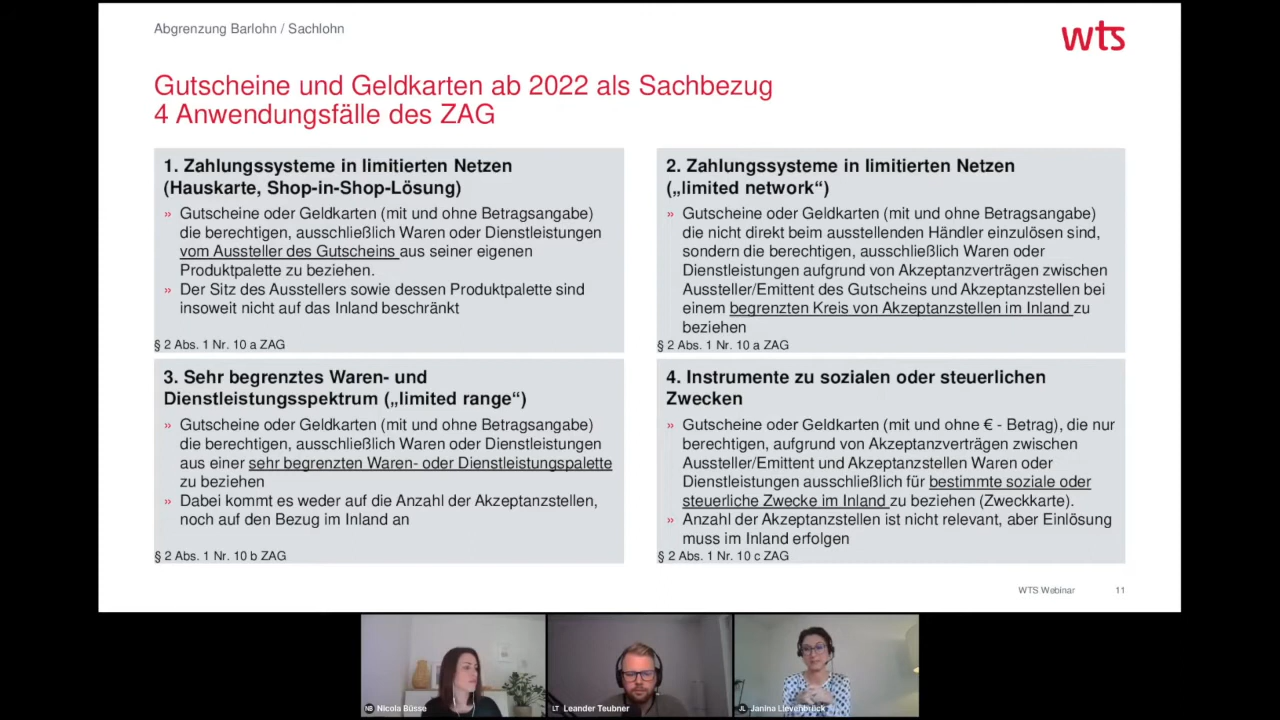 Abgrenzung Barlohn / Sachlohn
wts
Gutscheine und Geldkarten ab 2022 als Sachbezug
4 Anwendungsfälle des ZAG
1. Zahlungssysteme in limitierten Netzen
(Hauskarte, Shop-in-Shop-Lösung)
» Gutscheine oder Geldkarten (mit und ohne Betragsangabe)
die berechtigen, ausschließlich Waren oder Dienstleistungen
vom Aussteller des Gutscheins aus seiner eigenen
Produktpalette zu beziehen.
» Der Sitz des Ausstellers sowie dessen Produktpalette sind
insoweit nicht auf das Inland beschränkt
§ 2 Abs. 1 Nr. 10 a ZAG
2. Zahlungssysteme in limitierten Netzen
(„limited network“)
» Gutscheine oder Geldkarten (mit und ohne Betragsangabe)
die nicht direkt beim ausstellenden Händler einzulösen sind,
sondern die berechtigen, ausschließlich Waren oder
Dienstleistungen aufgrund von Akzeptanzverträgen zwischen
Aussteller/Emittent des Gutscheins und Akzeptanzstellen bei
einem begrenzten Kreis von Akzeptanzstellen im Inland zu
beziehen
§ 2 Abs. 1 Nr. 10 a ZAG
3. Sehr begrenztes Waren- und
Dienstleistungsspektrum („limited range“)
» Gutscheine oder Geldkarten (mit und ohne Betragsangabe)
die berechtigen, ausschließlich Waren oder Dienstleistungen
aus einer sehr begrenzten Waren- oder Dienstleistungspalette
zu beziehen
» Dabei kommt es weder auf die Anzahl der Akzeptanzstellen,
noch auf den Bezug im Inland an
§ 2 Abs. 1 Nr. 10 b ZAG
4. Instrumente zu sozialen oder steuerlichen
Zwecken
» Gutscheine oder Geldkarten (mit und ohne € - Betrag), die nur
berechtigen, aufgrund von Akzeptanzverträgen zwischen
Aussteller/Emittent und Akzeptanzstellen Waren oder
Dienstleistungen ausschließlich für bestimmte soziale oder
steuerliche Zwecke im Inland zu beziehen (Zweckkarte).
» Anzahl der Akzeptanzstellen ist nicht relevant, aber Einlösung
muss im Inland erfolgen
§ 2 Abs. 1 Nr. 10 c ZAG
WTS Webinar 11
NB Nicola Büsse
LT Leander Teubner
JL Janina Lievenbrück